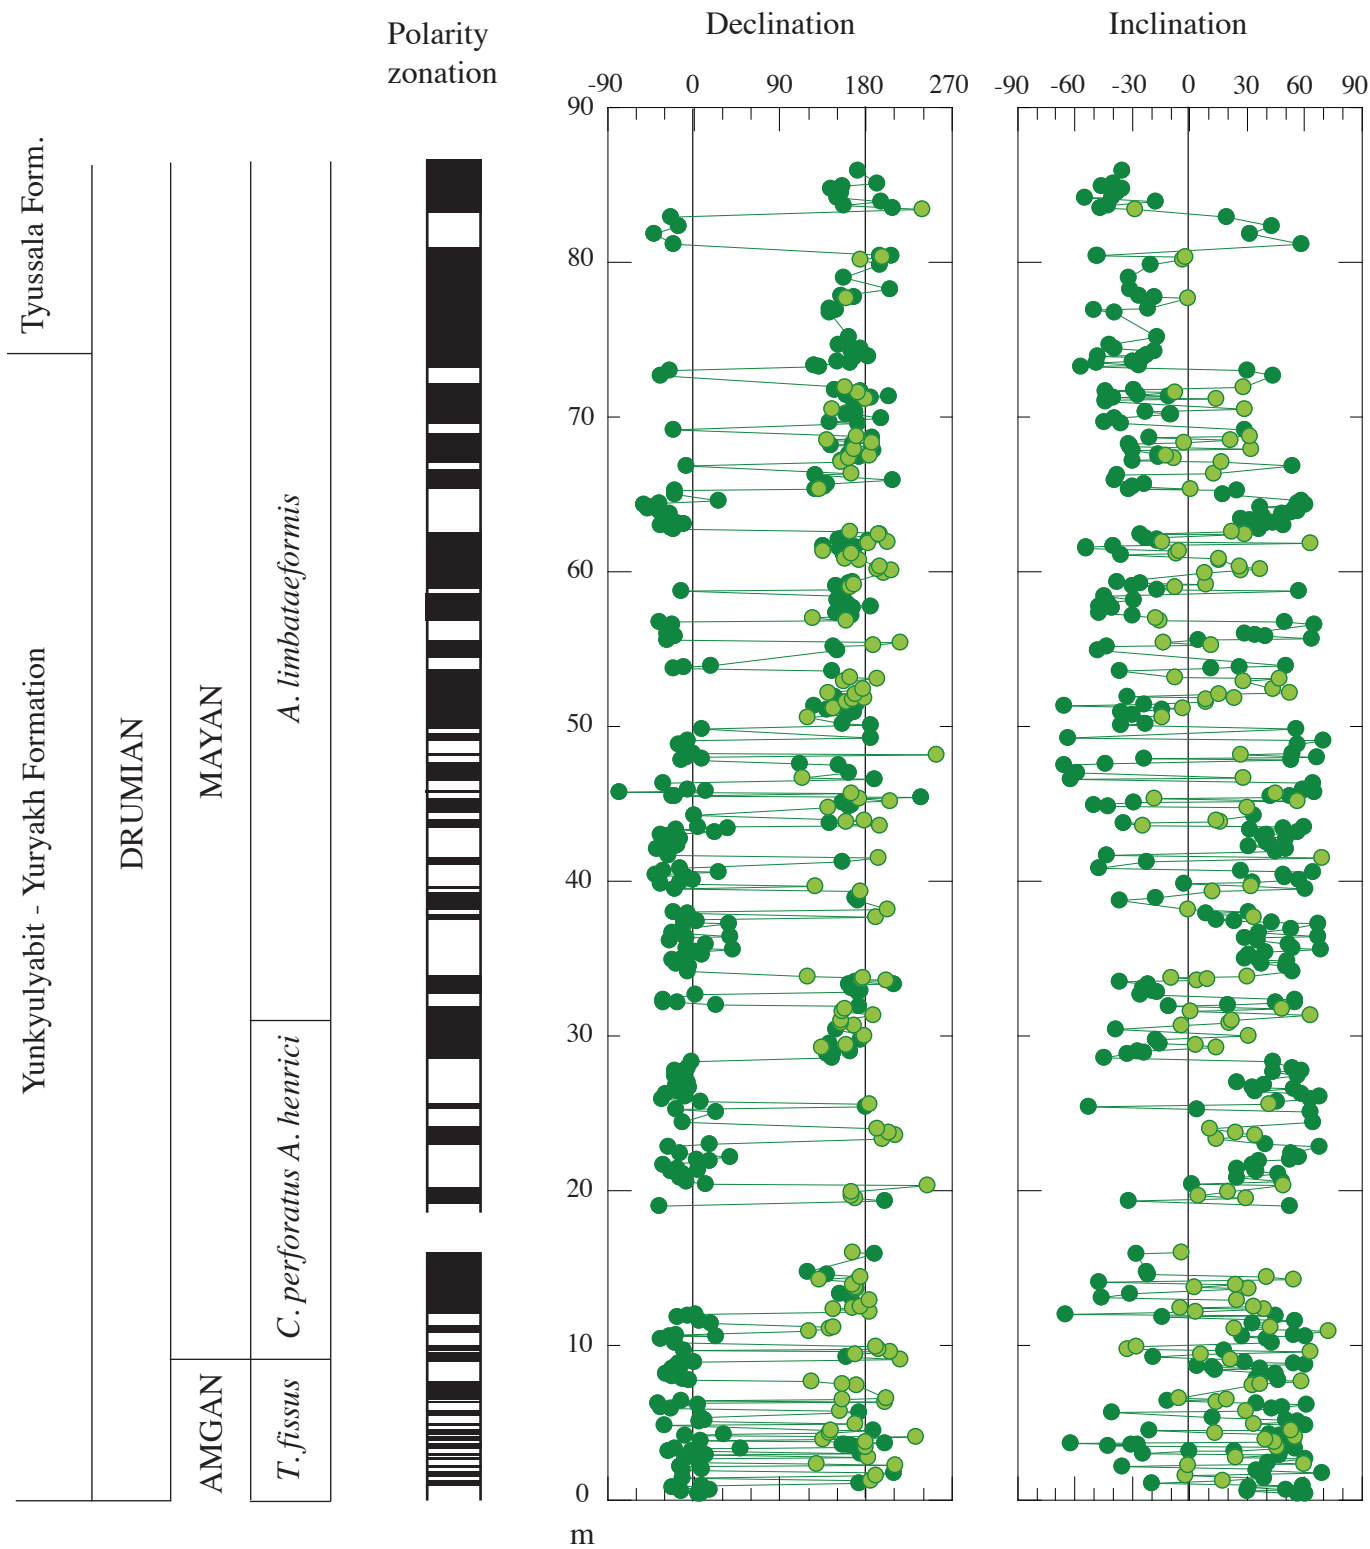 Polarity
zonation
Declination
Inclination
-90 0 90 180 270
-90 -60 -30 0 30 60 90
90
80
70
60
50
40
30
20
10
0
m
Tyussala Form.
Yunkyulyabit - Yuryakh Formation
DRUMIAN
MAYAN
AMGAN
A. limbataeformis
C. perforatus A. henrici
T. fissus